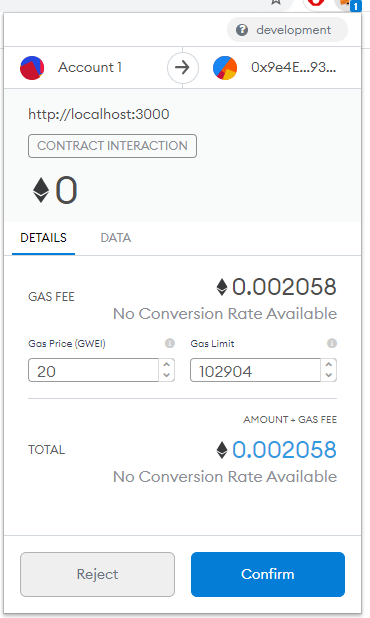 1
? development
Account 1
0x9e4E...93...
http://localhost:3000
CONTRACT INTERACTION
0
DETAILS DATA
GAS FEE
0.002058
No Conversion Rate Available
Gas Price (GWEI) i Gas Limit i
20 102904
AMOUNT + GAS FEE
TOTAL
0.002058
No Conversion Rate Available
Reject Confirm